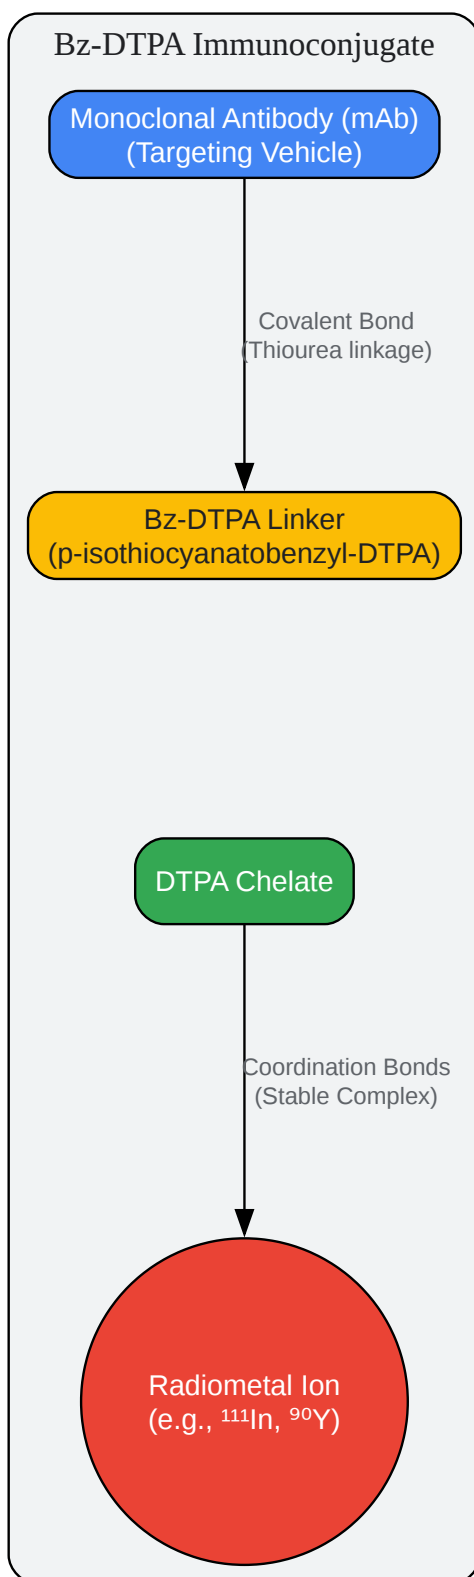 Bz-DTPA Immunoconjugate
Monoclonal Antibody (mAb)
(Targeting Vehicle)
Covalent Bond
(Thiourea linkage)
Bz-DTPA Linker
(p-isothiocyanatobenzyl-DTPA)
DTPA Chelate
Coordination Bonds
(Stable Complex)
Radiometal Ion
(e.g., ¹¹¹In, ⁹⁰Y)